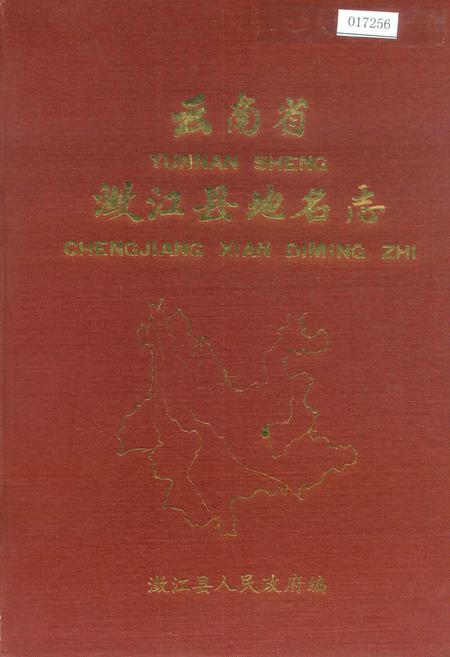 017256
云南省
YUNNAN SHENG
澂江县地名志
CHENGJIANG XIAN DIMING ZHI
澂江县人民政府编